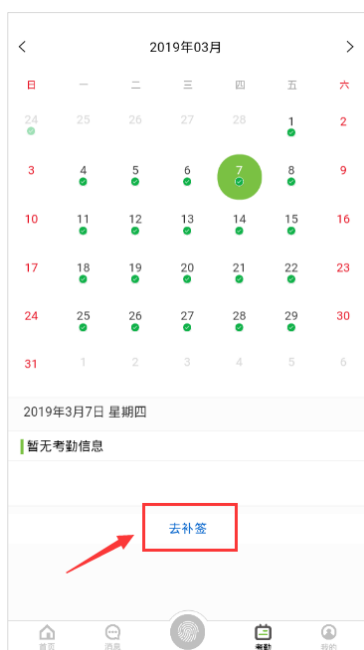 2019年03月
日 一 二 三 四 五 六
24 25 26 27 28 1 2
3 4 5 6 7 8 9
10 11 12 13 14 15 16
17 18 19 20 21 22 23
24 25 26 27 28 29 30
31 1 2 3 4 5 6
2019年3月7日 星期四
暂无考勤信息
去补签
首页 消息 考勤 我的